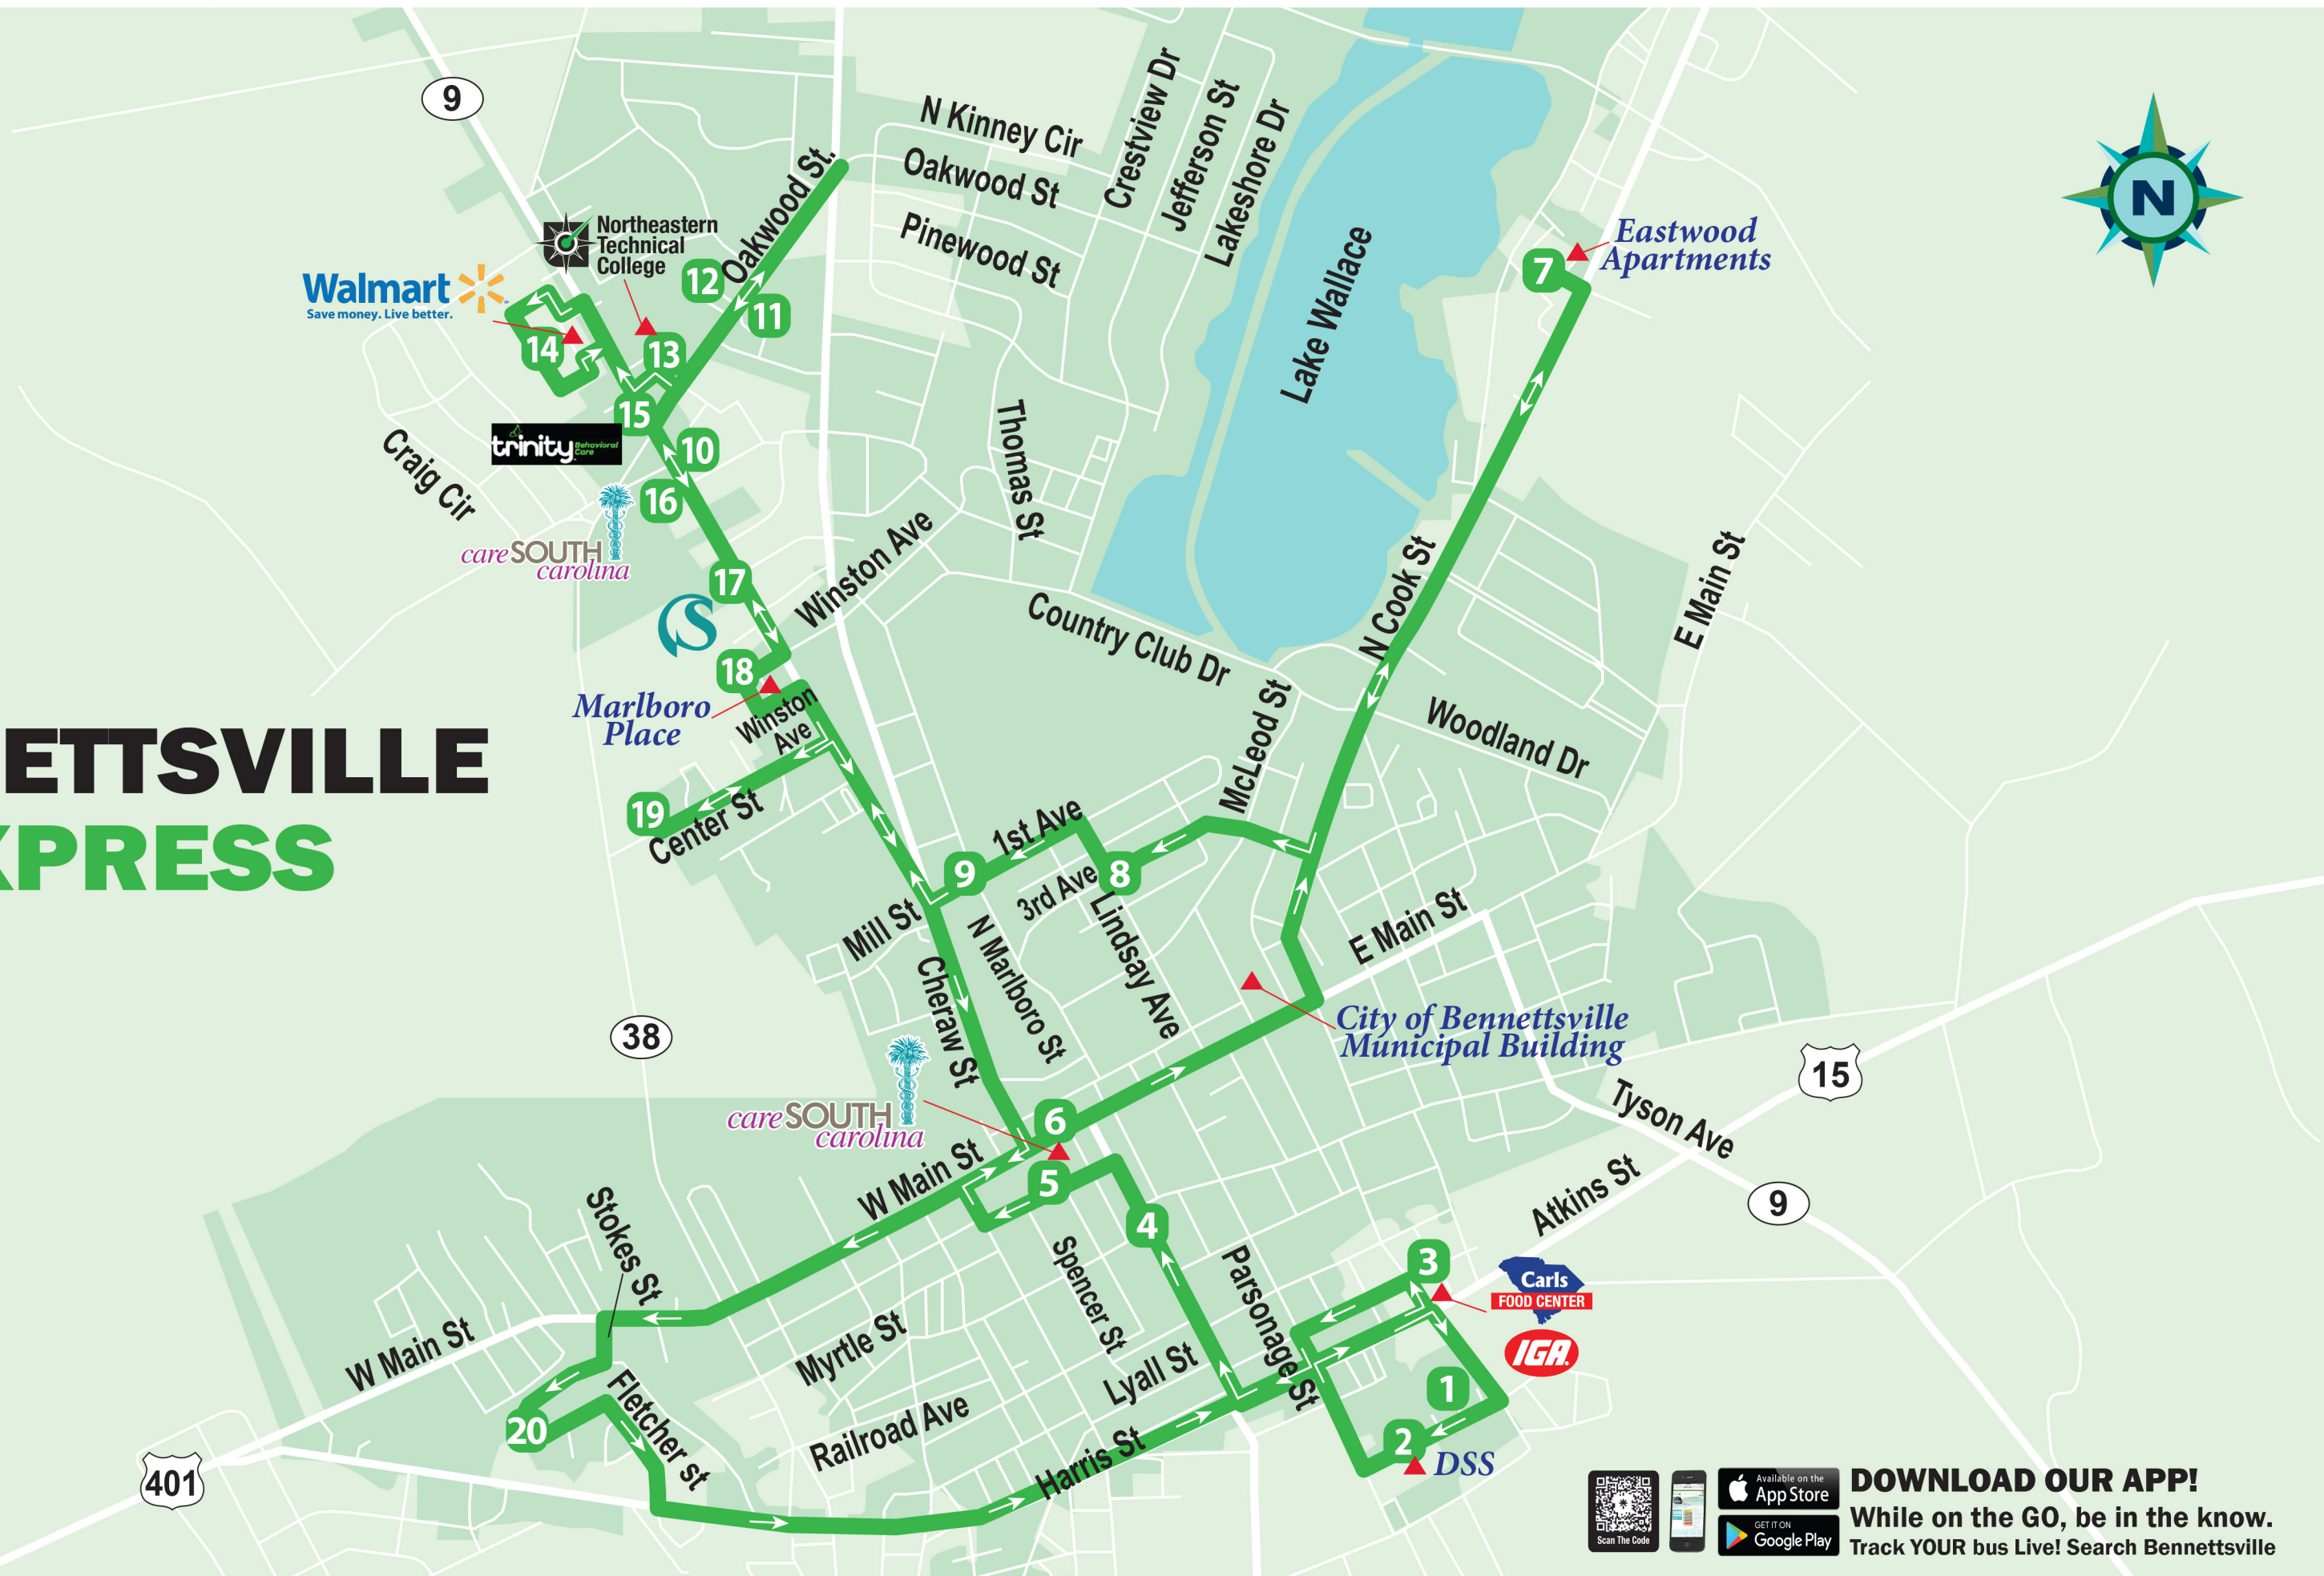 9
N Kinney Cir
Oakwood St
Pinewood St
Crestview Dr
Jefferson St
Lakeshore Dr
Oakwood St.
N
Northeastern
Technical
College
Walmart
Save money. Live better.
12
11
13
14
15
10
16
trinity
Behavioral
Care
Craig Cir
care SOUTH
carolina
17
S
Winston Ave
Thomas St
Lake Wallace
7
Eastwood
Apartments
N Cook St
E Main St
Country Club Dr
Woodland Dr
McLeod St
18
Marlboro
Place
Winston
Ave
ETTSVILLE
XPRESS
19
Center St
1st Ave
9
8
3rd Ave
Mill St
N Marlboro St
Lindsay Ave
Cheraw St
E Main St
City of Bennettsville
Municipal Building
38
15
Tyson Ave
9
Atkins St
care SOUTH
carolina
6
5
4
W Main St
Stokes St
W Main St
Spencer St
Parsonage St
3
Carls
FOOD CENTER
IGA
1
2
DSS
Myrtle St
Lyall St
Railroad Ave
Harris St
Fletcher st
20
401
Scan The Code
Available on the
App Store
GET IT ON
Google Play
DOWNLOAD OUR APP!
While on the GO, be in the know.
Track YOUR bus Live! Search Bennettsville